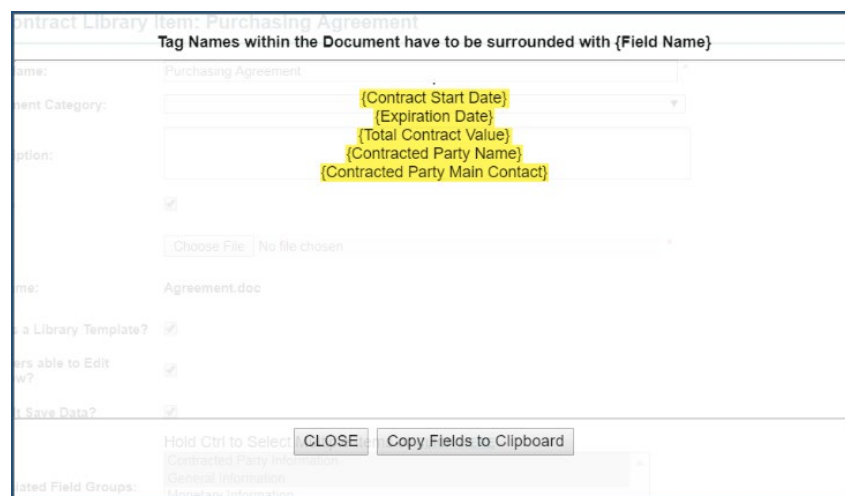 ontract Library Item: Purchasing Agreement
Tag Names within the Document have to be surrounded with {Field Name}
ame: Purchasing Agreement *
.
ment Category:
{Contract Start Date}
{Expiration Date}
{Total Contract Value}
iption: {Contracted Party Name}
{Contracted Party Main Contact}
Choose File No file chosen *
me: Agreement.doc
s a Library Template?
ers able to Edit
w?
t Save Data?
Hold Ctrl to Select
CLOSE Copy Fields to Clipboard
Contracted Party Information
General Information
iated Field Groups:
Monetary Information